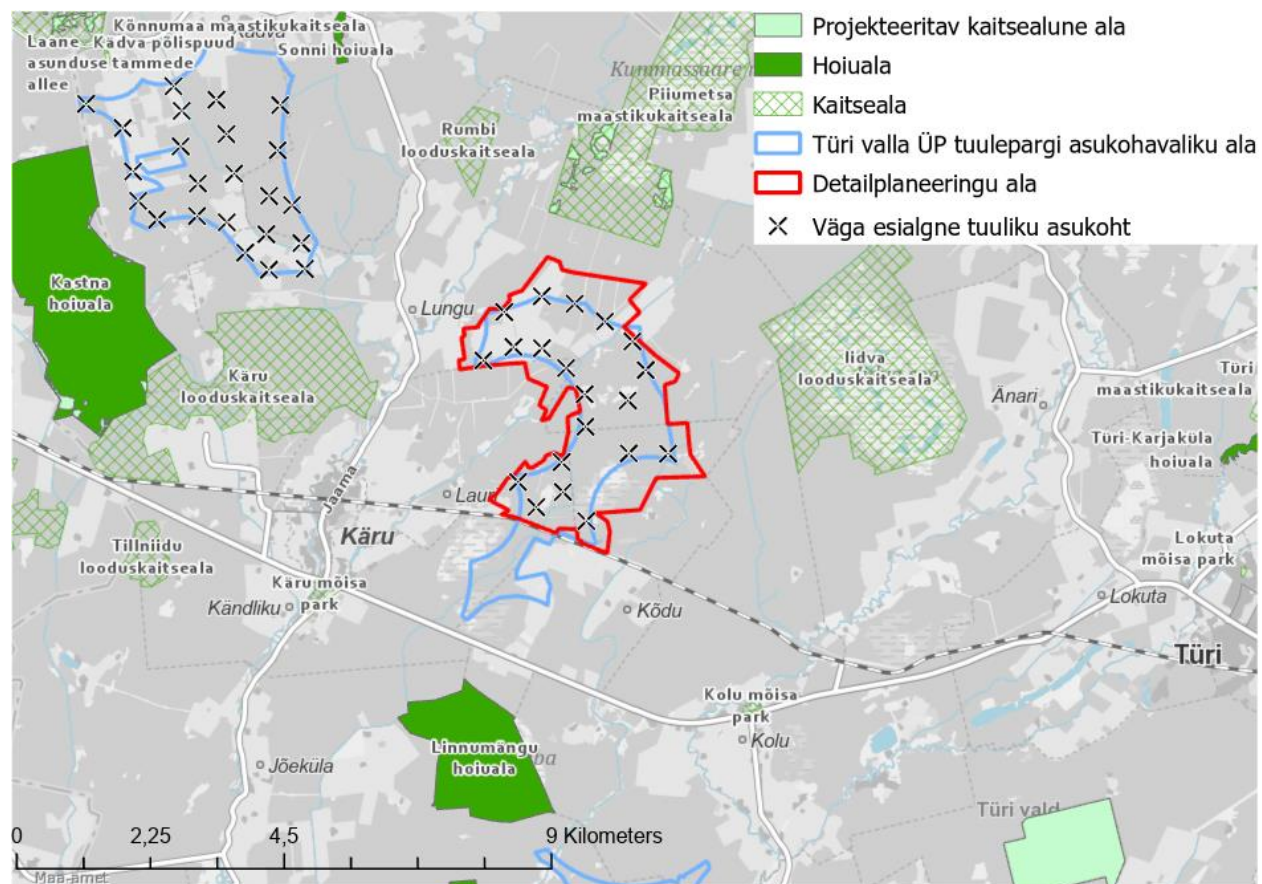 Könnumaa maastikukaitseala
Laane Kädva põlispuud
asunduse tammede
allee
Sonni hoiuala
Kummassaare
Piiumetsa
maastikukaitseala
Rumbi
looduskaitseala
Projekteeritav kaitsealune ala
Hoiuala
Kaitseala
Türi valla ÜP tuulepargi asukohavaliku ala
Detailplaneeringu ala
Väga esialgne tuuliku asukoht
Kastna
hoiuala
Lungu
Käru
looduskaitseala
Iidva
looduskaitseala
Änari
Türi
maastikukaitseala
Türi-Karjaküla
hoiuala
Jaama
Laur
Käru
Tillniidu
looduskaitseala
Käru mõisa
park
Kändliku
Kõdu
Lokuta
mõisa park
Lokuta
Türi
Kolu mõisa
park
Kolu
Linnumängu
hoiuala
Jõeküla
Türi vald
0 2,25 4,5 9 Kilometers
Maa-amet